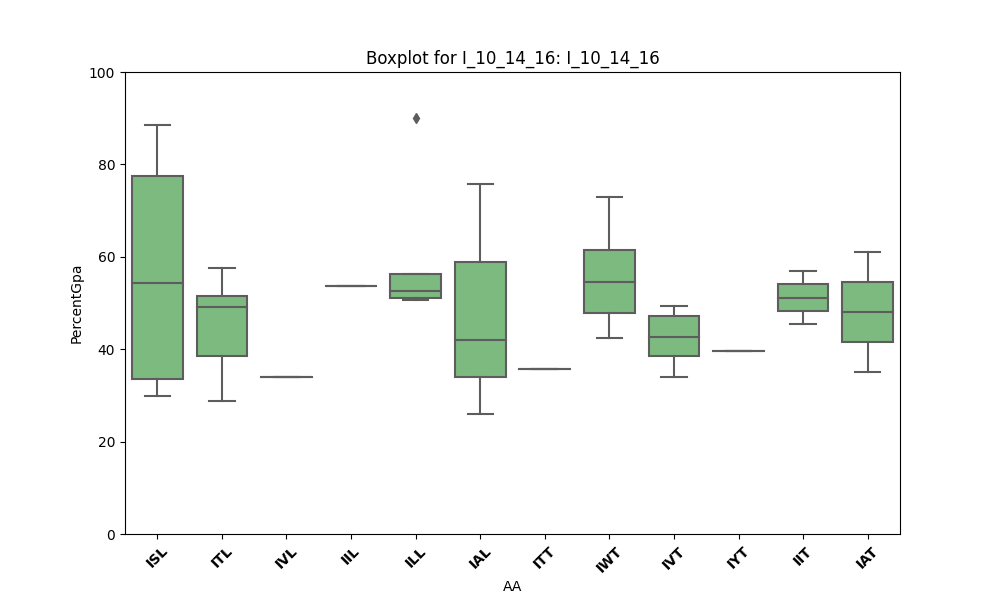 Boxplot for I_10_14_16: I_10_14_16
100
80
60
40
20
0
PercentGpa
ISL ITL IVL IIL ILL IAL ITT IWT IVT IYT IIT IAT
AA